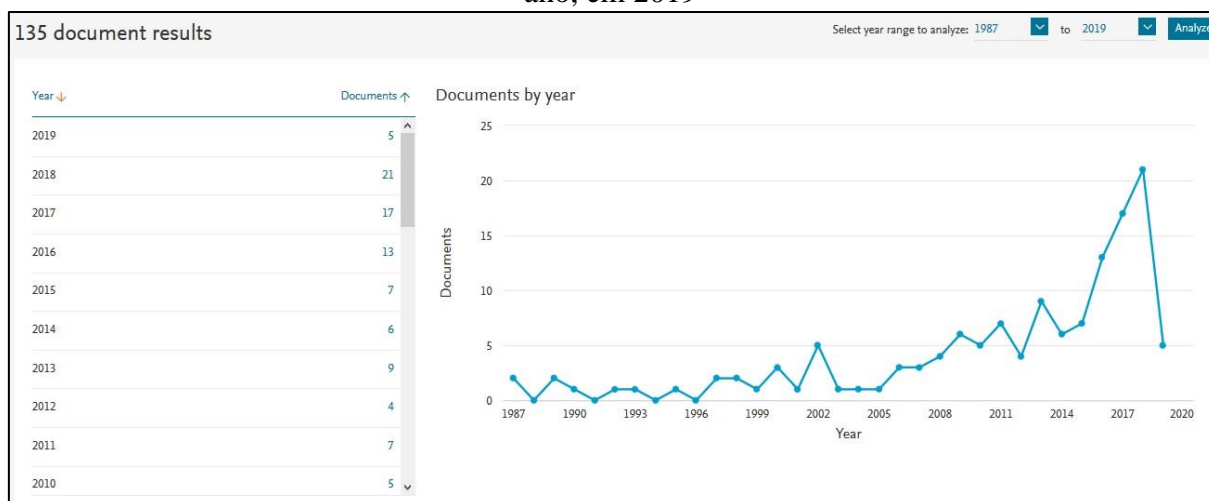 ano, em 2019
135 document results
Select year range to analyze: 1987 to 2019 Analyze
Year Documents
2019 5
2018 21
2017 17
2016 13
2015 7
2014 6
2013 9
2012 4
2011 7
2010 5
Documents by year
25
20
15
10
5
0
Documents
1987 1990 1993 1996 1999 2002 2005 2008 2011 2014 2017 2020
Year